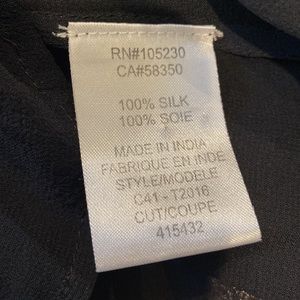 RN#105230
CA#58350
100% SILK
100% SOIE
MADE IN INDIA
FABRIQUE EN INDE
STYLE/MODELE
C41 - T2016
CUT/COUPE
415432